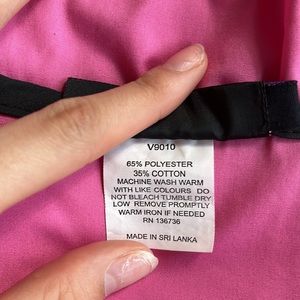 V9010
65% POLYESTER
35% COTTON
MACHINE WASH WARM
WITH LIKE COLOURS DO
NOT BLEACH TUMBLE DRY
LOW REMOVE PROMPTLY
WARM IRON IF NEEDED
RN 136736
MADE IN SRI LANKA